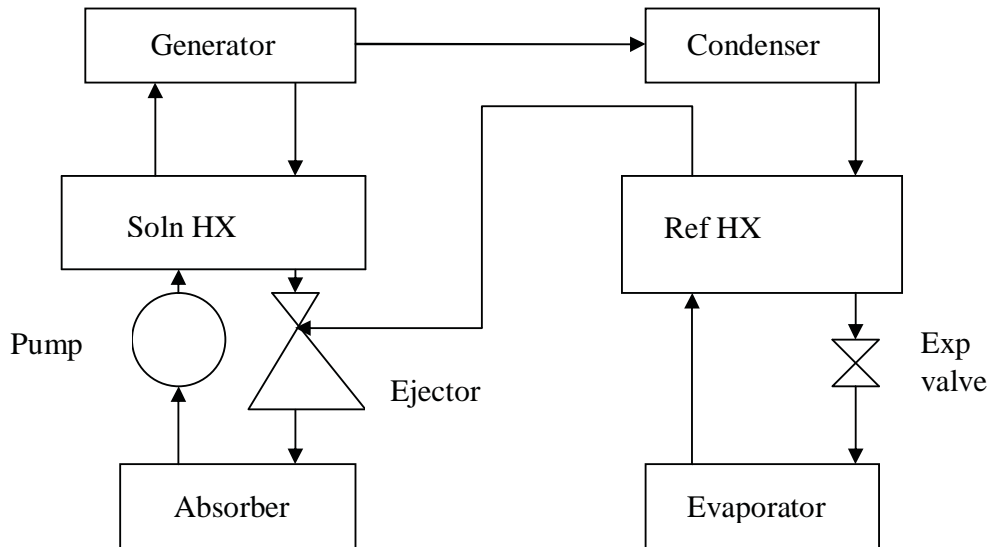 Generator
Condenser
Soln HX
Ref HX
Pump
Ejector
Exp
valve
Absorber
Evaporator